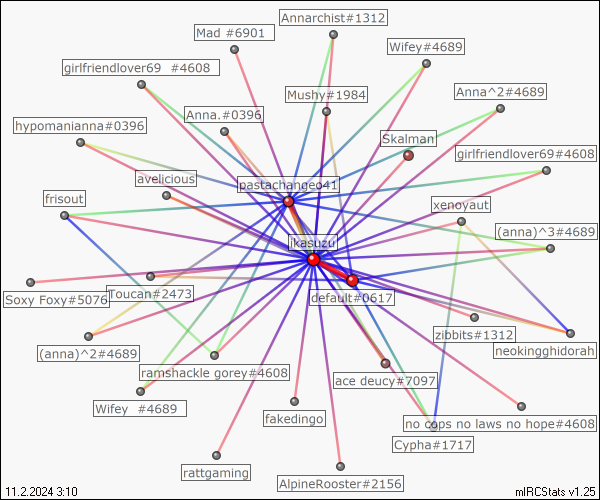 Annarchist#1312
Mad #6901
Wifey#4689
girlfriendlover69 #4608
Anna^2#4689
Mushy#1984
Anna.#0396
hypomanianna#0396
Skalman
girlfriendlover69#4608
avelicious
pastachangeo41
frisout
xenoyaut
(anna)^3#4689
ikasuzu
Soxy Foxy#5076
Toucan#2473
default#0617
zibbits#1312
(anna)^2#4689
neokingghidorah
ramshackle gorey#4608
ace deucy#7097
Wifey #4689
fakedingo
no cops no laws no hope#4608
Cypha#1717
rattgaming
AlpineRooster#2156
11.2.2024 3:10
mIRCStats v1.25